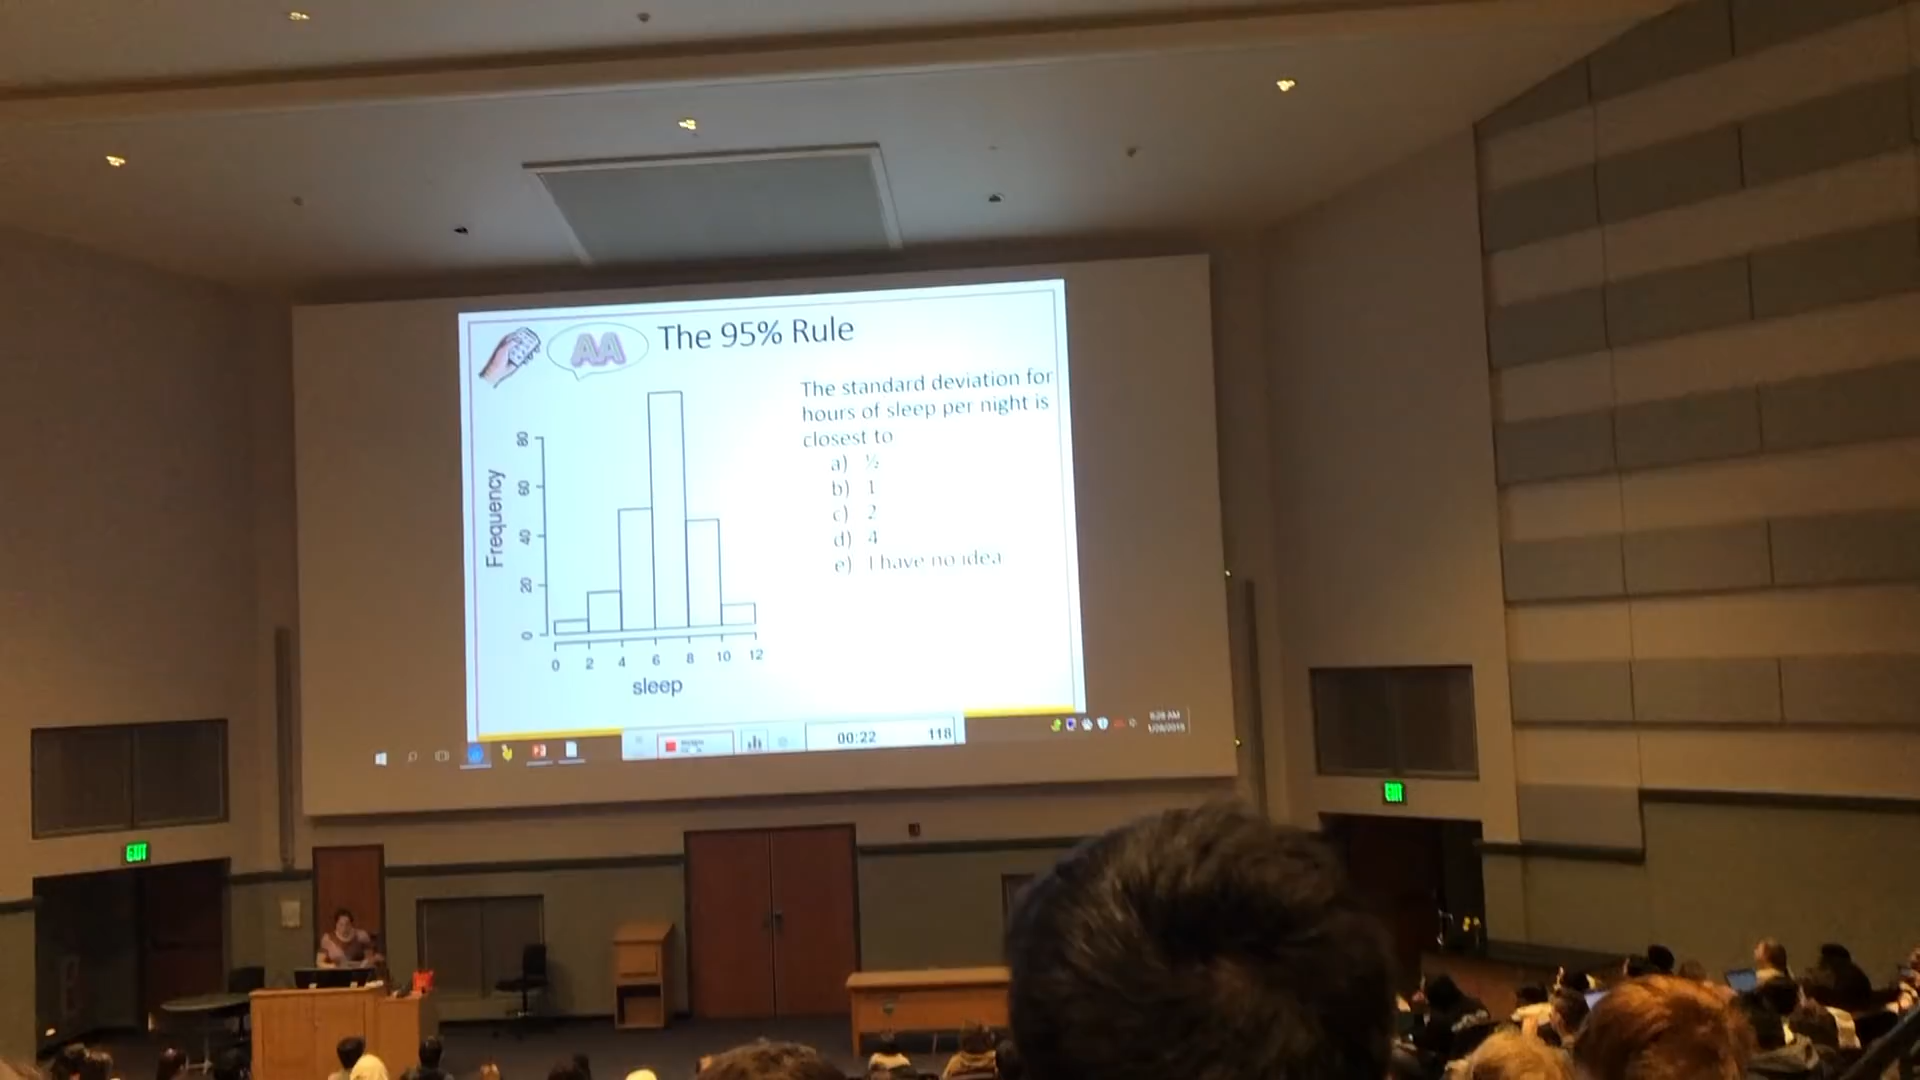 AA
The 95% Rule
The standard deviation for
hours of sleep per night is
closest to
a) ½
b) 1
c) 2
d) 4
e) I have no idea
Frequency
80
60
40
20
0
0 2 4 6 8 10 12
sleep
00:22 118
EXIT
EXIT